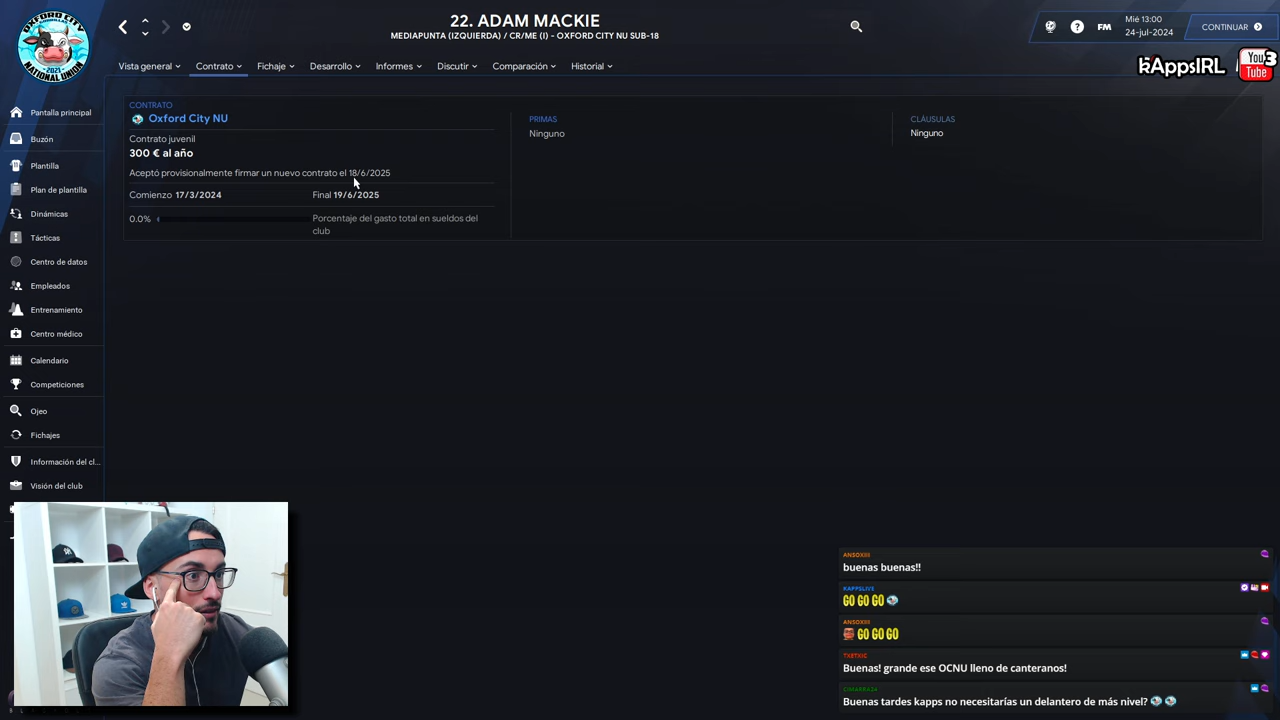 OXFORD CITY
NATIONAL UNION
22. ADAM MACKIE
MEDIAPUNTA (IZQUIERDA) / CR/ME (I) - OXFORD CITY NU SUB-18
FM
Mié 13:00
24-jul-2024
CONTINUAR
kAppsIRL
You
Tube
3
Vista general
Contrato
Fichaje
Desarrollo
Informes
Discutir
Comparación
Historial
Pantalla principal
Buzón
Plantilla
Plan de plantilla
Dinámicas
Tácticas
Centro de datos
Empleados
Entrenamiento
Centro médico
Calendario
Competiciones
Ojeo
Fichajes
Información del cl...
Visión del club
CONTRATO
Oxford City NU
Contrato juvenil
300 € al año
Aceptó provisionalmente firmar un nuevo contrato el 18/6/2025
Comienzo 17/3/2024
Final 19/6/2025
0.0%
Porcentaje del gasto total en sueldos del
club
PRIMAS
Ninguno
CLÁUSULAS
Ninguno
ANSOXIII
buenas buenas!!
KAPPSLIVE
GO GO GO
ANSOXIII
GO GO GO
TXETXIC
Buenas! grande ese OCNU lleno de canteranos!
Buenas tardes kapps no necesitarías un delantero de más nivel?